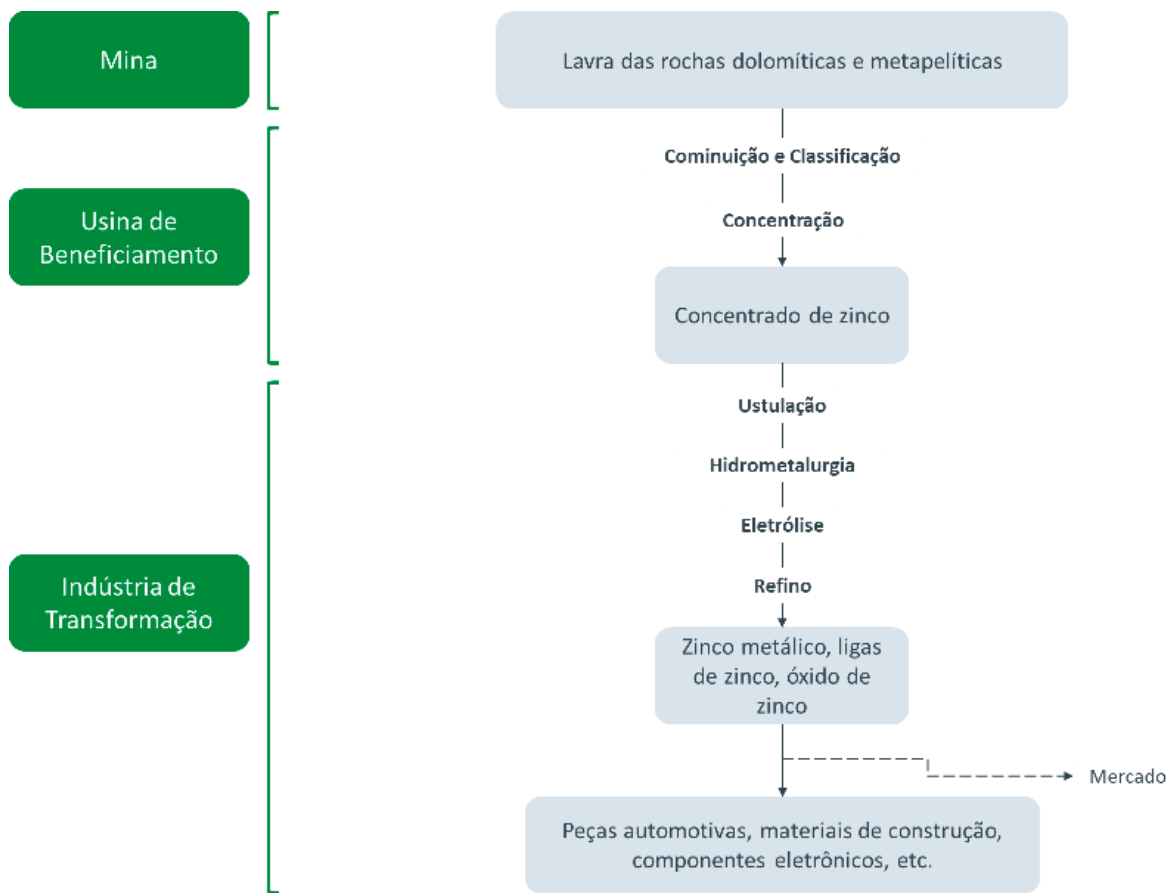 Mina
Lavra das rochas dolomíticas e metapelíticas
Cominuição e Classificação
Usina de
Beneficiamento
Concentração
Concentrado de zinco
Ustulação
Hidrometalurgia
Eletrólise
Indústria de
Transformação
Refino
Zinco metálico, ligas
de zinco, óxido de
zinco
Mercado
Peças automotivas, materiais de construção,
componentes eletrônicos, etc.